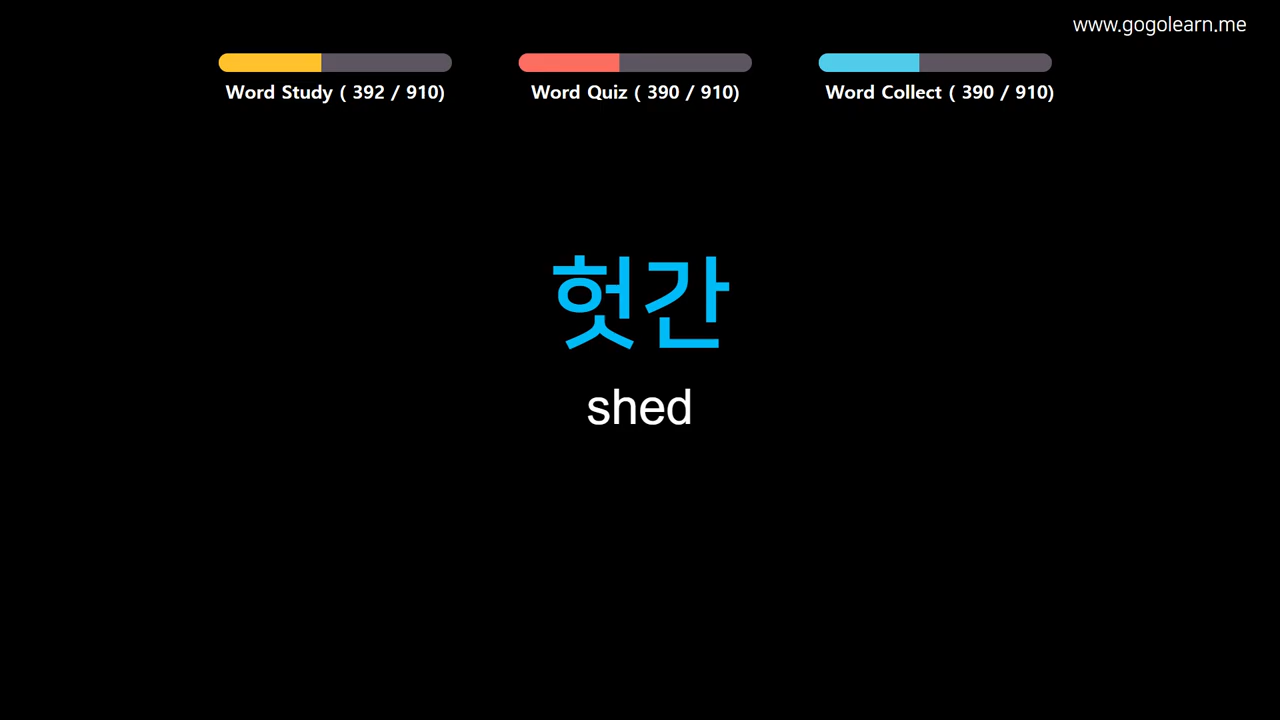 www.gogolearn.me
Word Study ( 392 / 910)
Word Quiz ( 390 / 910)
Word Collect ( 390 / 910)
헛간
shed